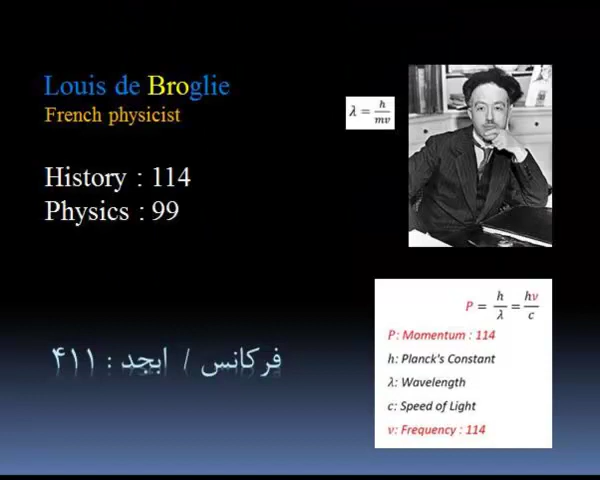 Louis de Broglie
French physicist
λ = h/mv
History : 114
Physics : 99
P = h/λ = hν/c
P: Momentum : 114
h: Planck's Constant
λ: Wavelength
c: Speed of Light
ν: Frequency : 114
فرکانس / ابجد : ۴۱۱